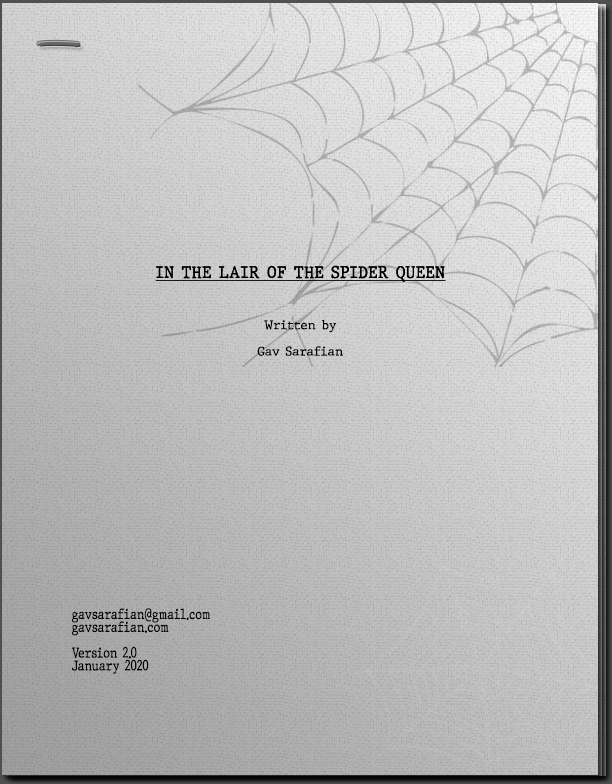 IN THE LAIR OF THE SPIDER QUEEN
Written by
Gav Sarafian
gavsarafian@gmail.com
gavsarafian.com
Version 2.0
January 2020